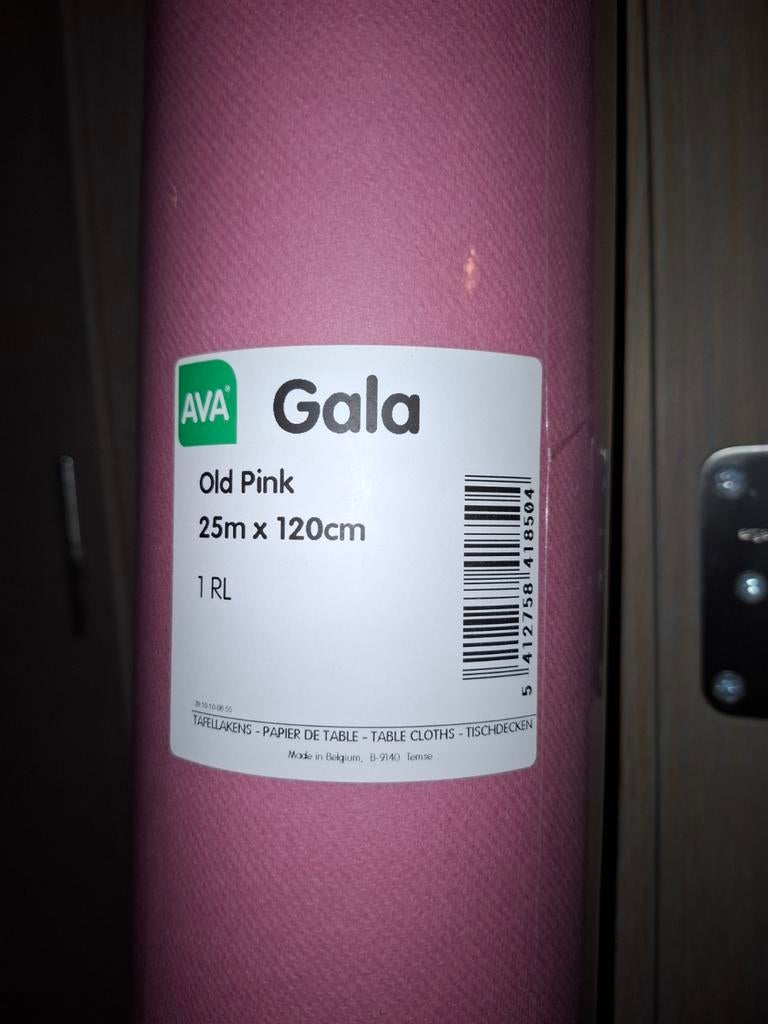 AVA®
Gala
Old Pink
25m x 120cm
1 RL
5 412758 418504
TAFELLAKENS - PAPIER DE TABLE - TABLE CLOTHS - TISCHDECKEN
Made in Belgium, B-9140 Temse